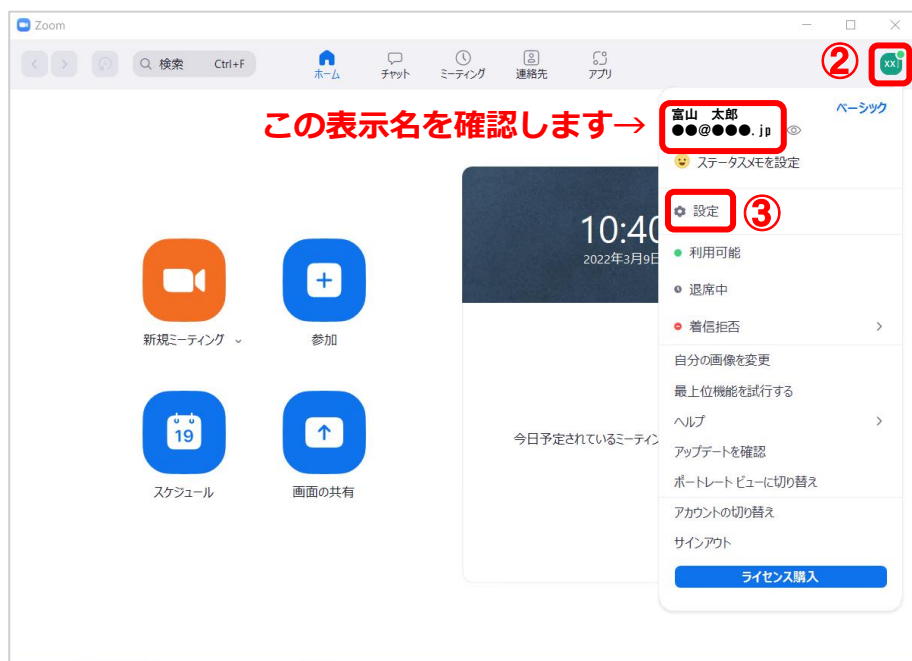 Zoom
検索 Ctrl+F
ホーム
チャット
ミーティング
連絡先
アプリ
②
XX
この表示名を確認します→
富山 太郎
●●@●●●.jp
ベーシック
ステータスメモを設定
設定
③
利用可能
退席中
着信拒否
自分の画像を変更
最上位機能を試行する
ヘルプ
アップデートを確認
ポートレート ビューに切り替え
アカウントの切り替え
サインアウト
ライセンス購入
10:40
2022年3月9日
新規ミーティング
参加
19
スケジュール
画面の共有
今日予定されているミーティン